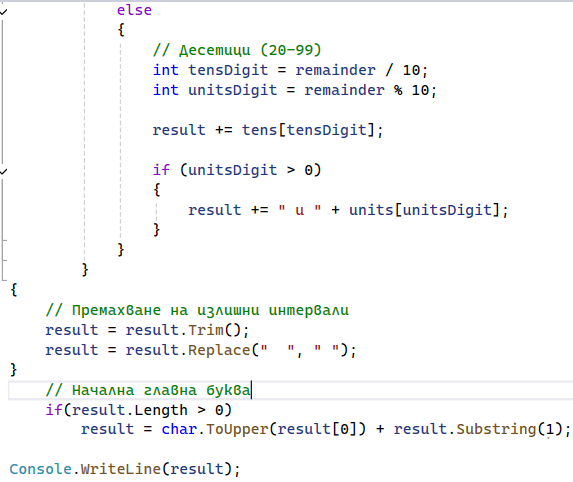 else
{
// Десетици (20-99)
int tensDigit = remainder / 10;
int unitsDigit = remainder % 10;
result += tens[tensDigit];
if (unitsDigit > 0)
{
result += " и " + units[unitsDigit];
}
}
}
{
// Премахване на излишни интервали
result = result.Trim();
result = result.Replace("  ", " ");
}
// Начална главна буква
if(result.Length > 0)
result = char.ToUpper(result[0]) + result.Substring(1);
Console.WriteLine(result);